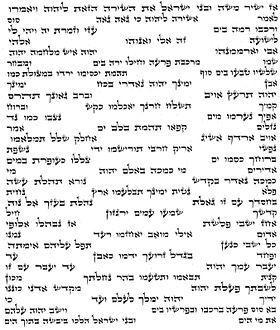 אז ישיר משה ובני ישראל את השירה הזאת ליהוה ויאמרו
לאמר אשירה ליהוה כי גאה גאה סוס
ורכבו רמה בים עזי וזמרת יה ויהי לי
לישועה זה אלי ואנוהו אלהי
אבי וארממנהו יהוה איש מלחמה יהוה
שמו מרכבת פרעה וחילו ירה בים ומבחר
שלשיו טבעו בים סוף תהמת יכסימו ירדו במצולת כמו
אבן ימינך יהוה נאדרי בכח ימינך
יהוה תרעץ אויב וברב גאונך תהרס
קמיך תשלח חרנך יאכלמו כקש וברוח
אפיך נערמו מים נצבו כמו נד
נזלים קפאו תהמת בלב ים אמר
אויב ארדף אשיג אחלק שלל תמלאמו
נפשי אריק חרבי תורישמו ידי נשפת
ברוחך כסמו ים צללו כעופרת במים
אדירים מי כמכה באלם יהוה מי
כמכה נאדר בקדש נורא תהלת עשה
פלא נטית ימינך תבלעמו ארץ נחית
בחסדך עם זו גאלת נהלת בעזך אל נוה
קדשך שמעו עמים ירגזון חיל
אחז ישבי פלשת אז נבהלו אלופי
אדום אילי מואב יאחזמו רעד נמגו
כל ישבי כנען תפל עליהם אימתה
ופחד בגדל זרועך ידמו כאבן עד
יעבר עמך יהוה עד יעבר עם זו
קנית תבאמו ותטעמו בהר נחלתך מכון
לשבתך פעלת יהוה מקדש אדני כוננו
ידיך יהוה ימלך לעלם ועד כי
בא סוס פרעה ברכבו ובפרשיו בים וישב יהוה עלהם
את מי הים ובני ישראל הלכו ביבשה בתוך הים